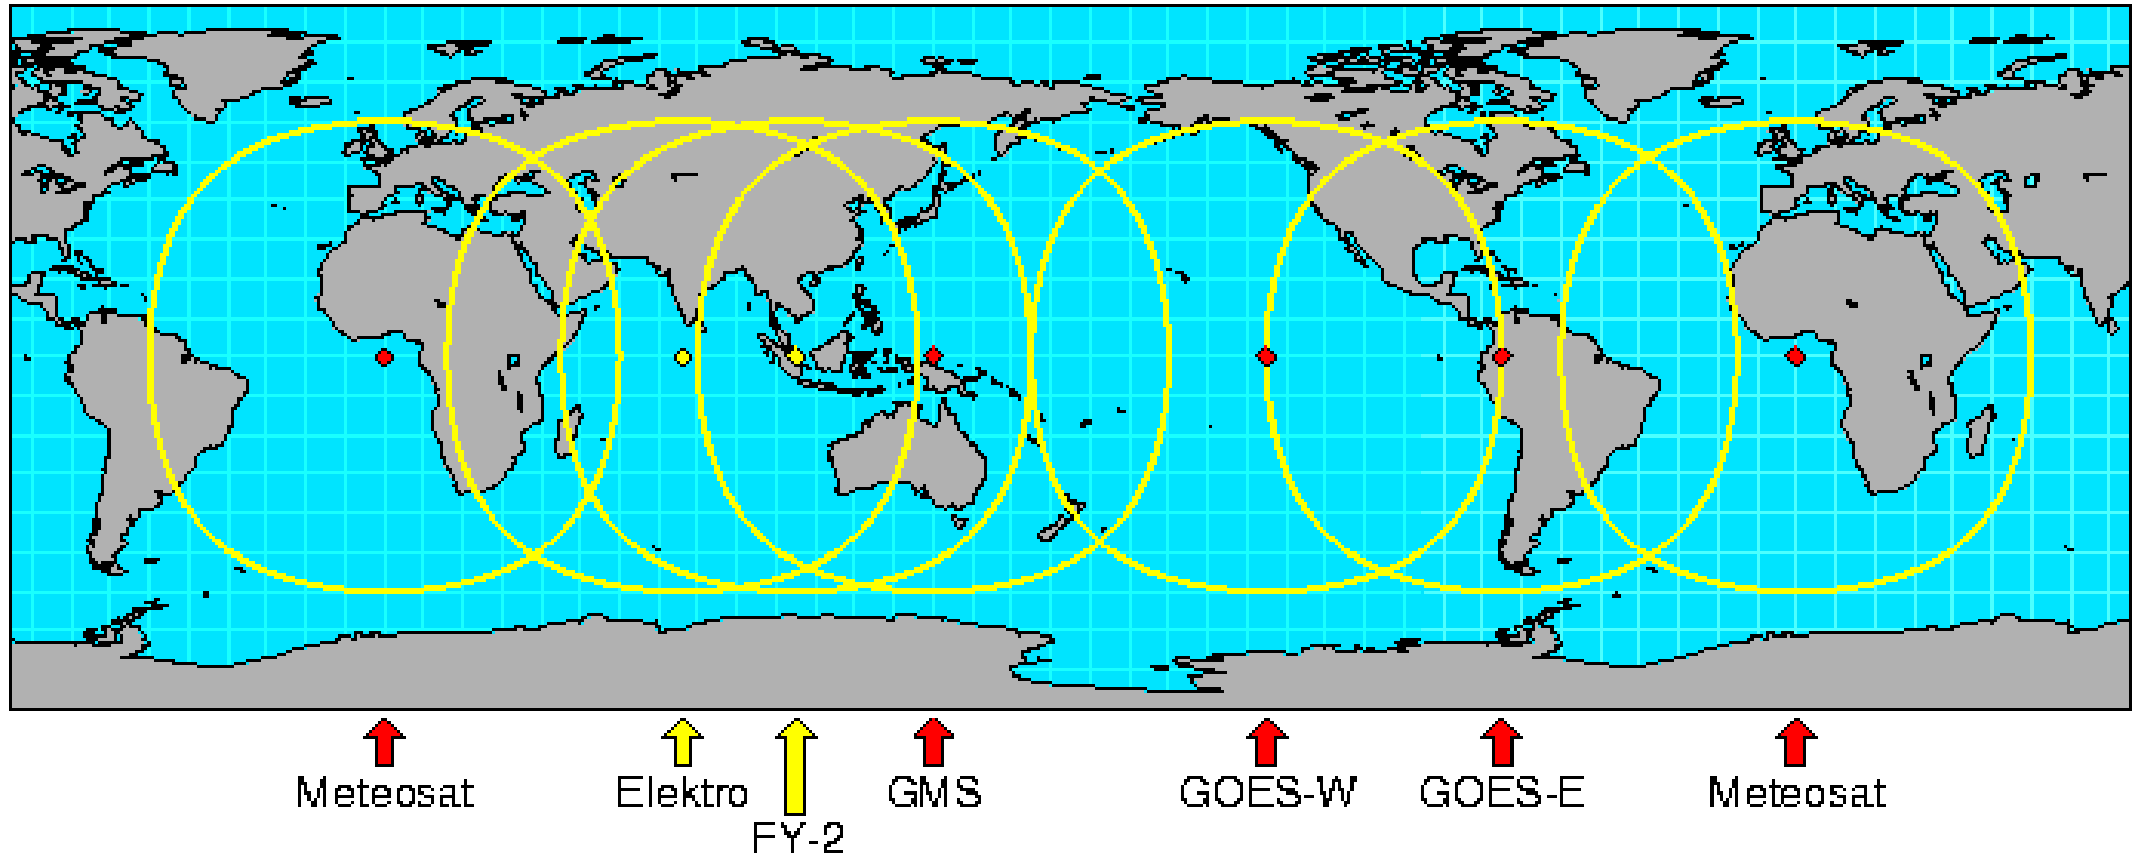 Meteosat
Elektro
FY-2
GMS
GOES-W
GOES-E
Meteosat